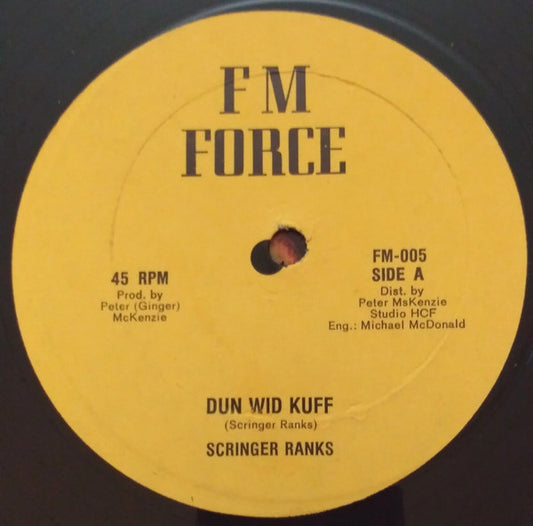 FM
FORCE
45 RPM
Prod. by
Peter (Ginger)
McKenzie
FM-005
SIDE A
Dist. by
Peter MsKenzie
Studio HCF
Eng.: Michael McDonald
DUN WID KUFF
(Scringer Ranks)
SCRINGER RANKS